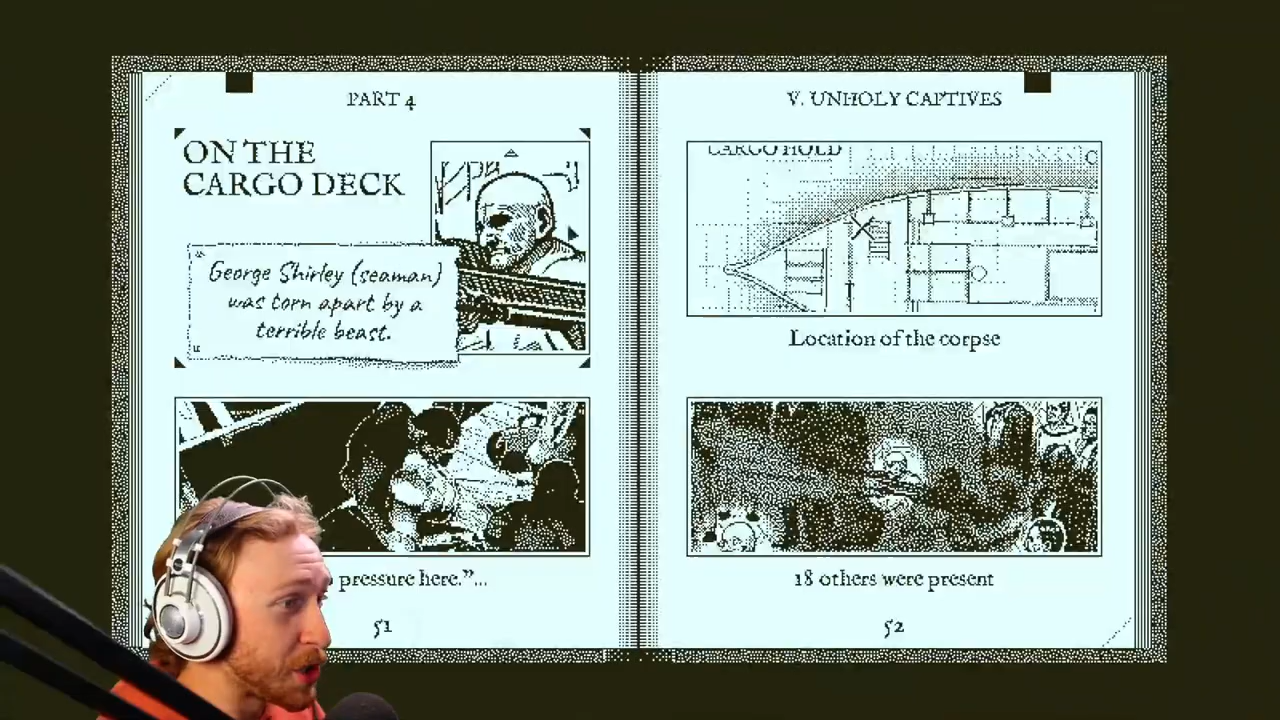 PART 4
ON THE
CARGO DECK
George Shirley (seaman)
was torn apart by a
terrible beast.
pressure here."...
51
V. UNHOLY CAPTIVES
CARGO HOLD
Location of the corpse
18 others were present
52